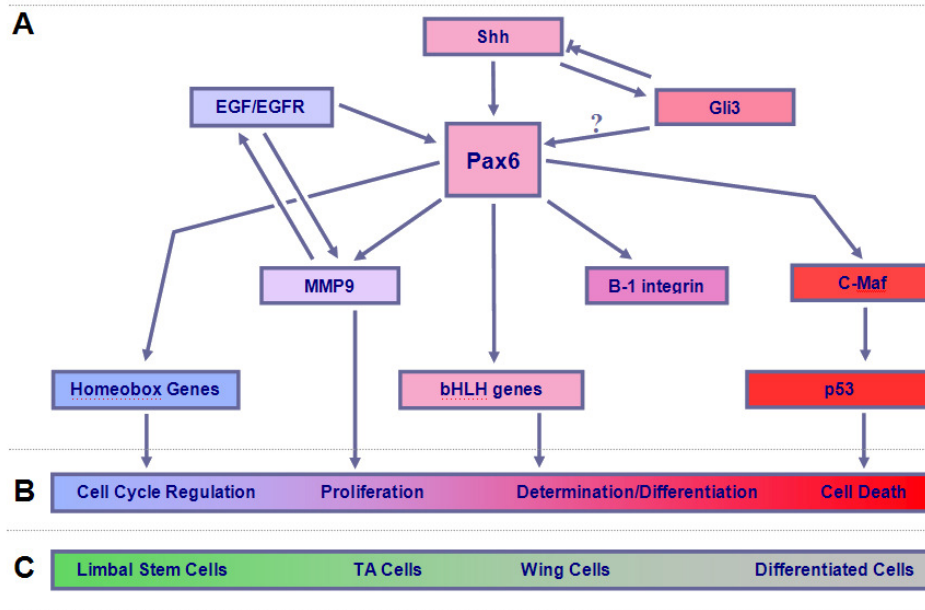 A
Shh
EGF/EGFR
Gli3
?
Pax6
MMP9
B-1 integrin
C-Maf
Homeobox Genes
bHLH genes
p53
B
Cell Cycle Regulation
Proliferation
Determination/Differentiation
Cell Death
C
Limbal Stem Cells
TA Cells
Wing Cells
Differentiated Cells